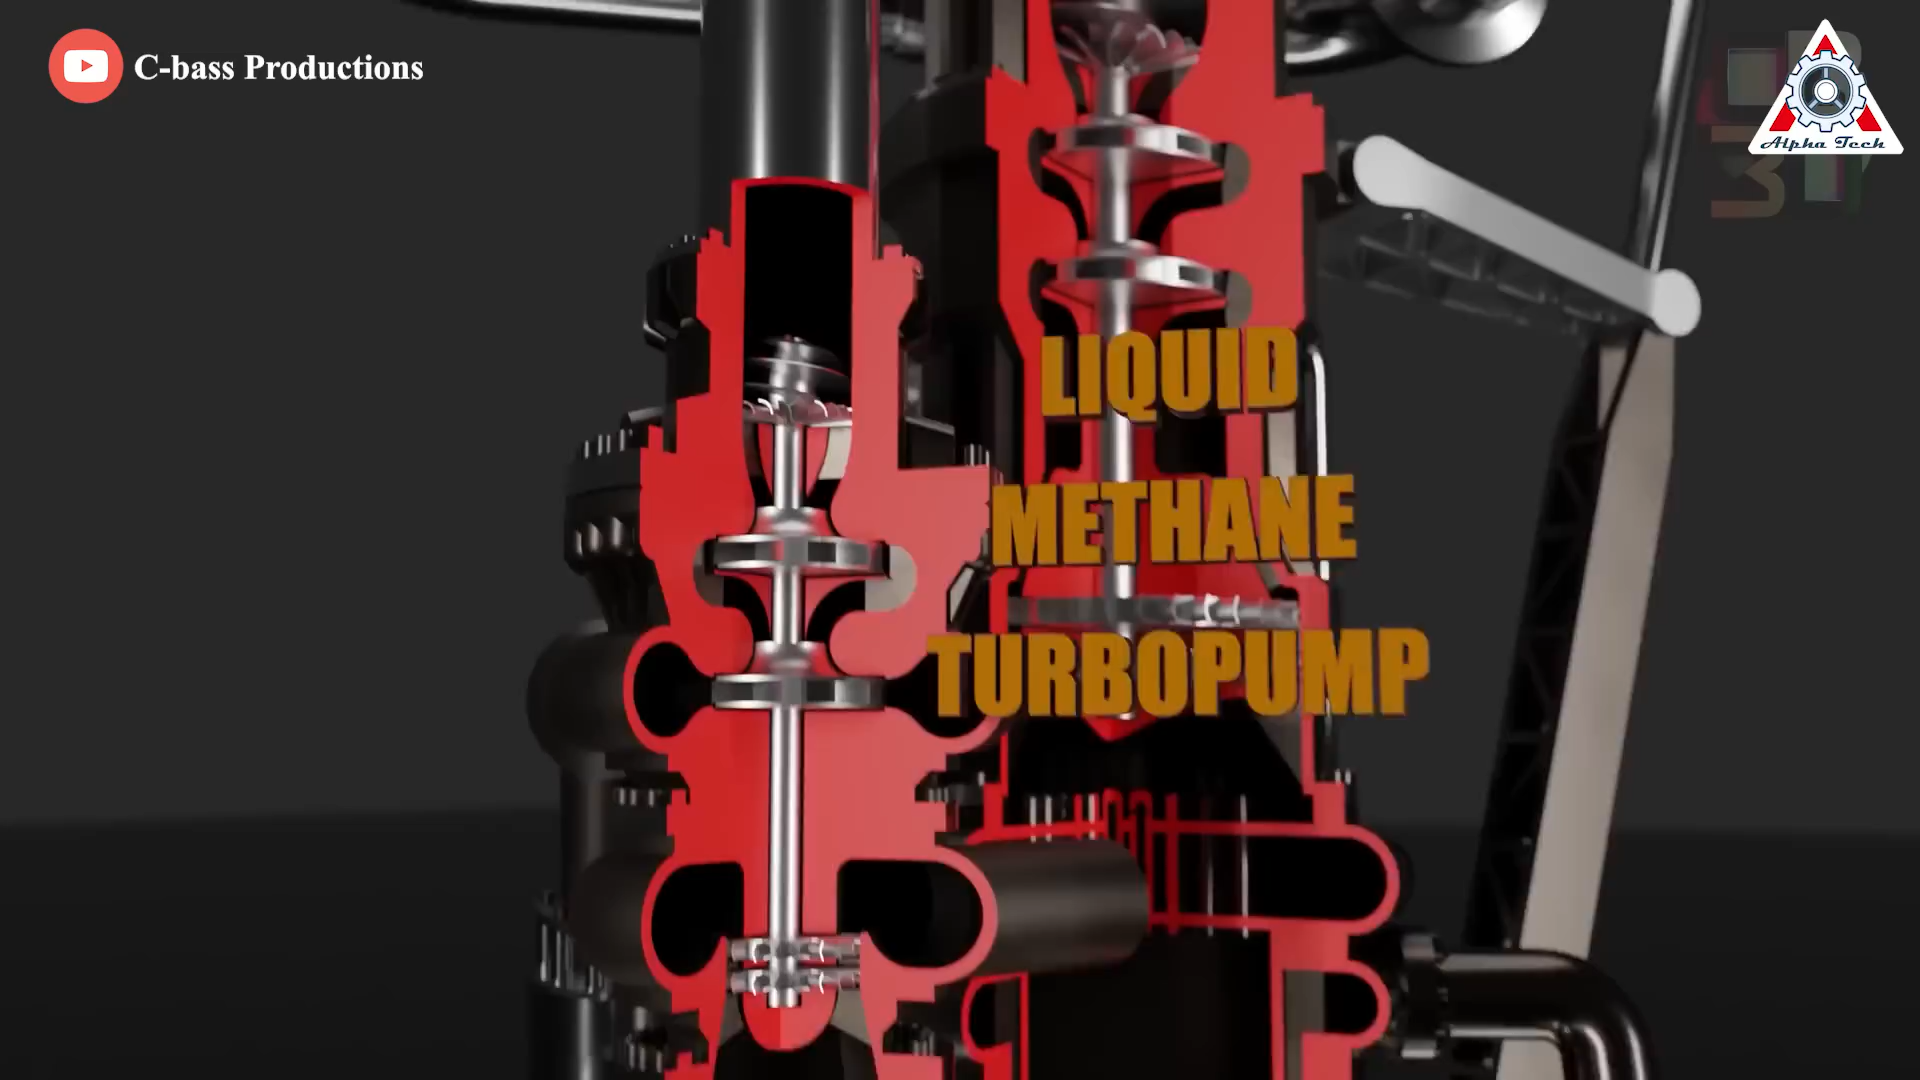 C-bass Productions
Alpha Tech
LIQUID
METHANE
TURBOPUMP